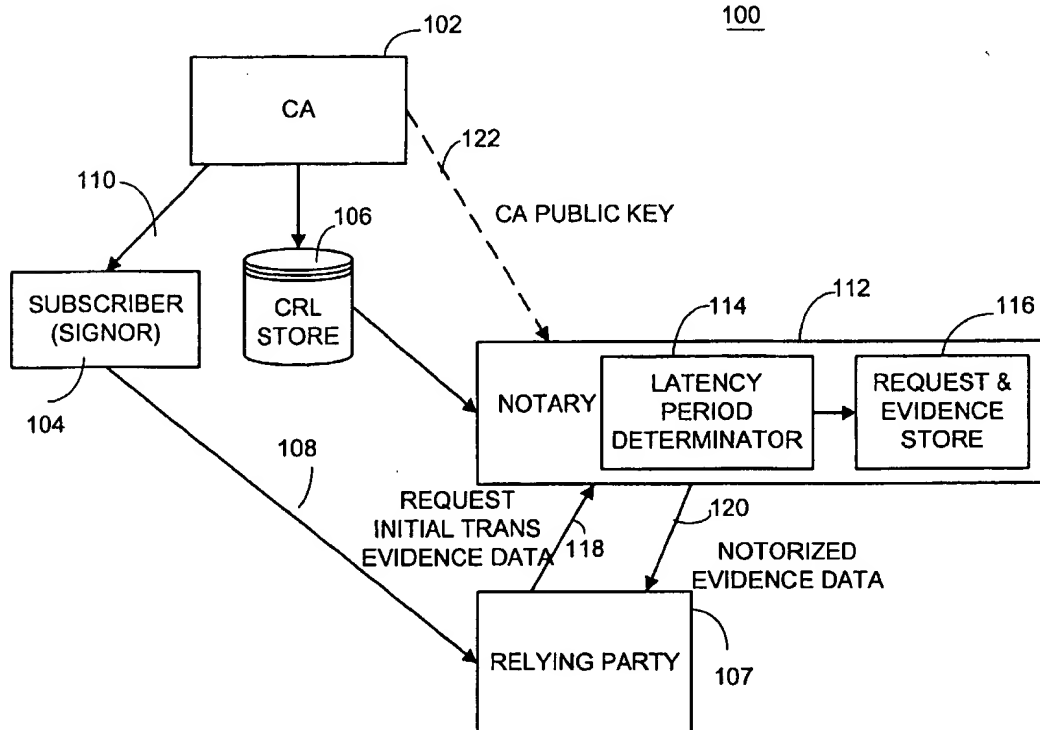 100
102
CA
122
110
CA PUBLIC KEY
106
SUBSCRIBER
(SIGNOR)
CRL
STORE
104
114
112
116
NOTARY
LATENCY
PERIOD
DETERMINATOR
REQUEST &
EVIDENCE
STORE
108
REQUEST
INITIAL TRANS
EVIDENCE DATA
118
120
NOTORIZED
EVIDENCE DATA
RELYING PARTY
107